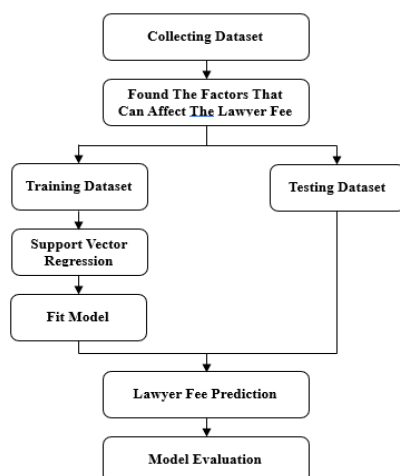 Collecting Dataset
Found The Factors That
Can Affect The Lawyer Fee
Training Dataset
Testing Dataset
Support Vector
Regression
Fit Model
Lawyer Fee Prediction
Model Evaluation